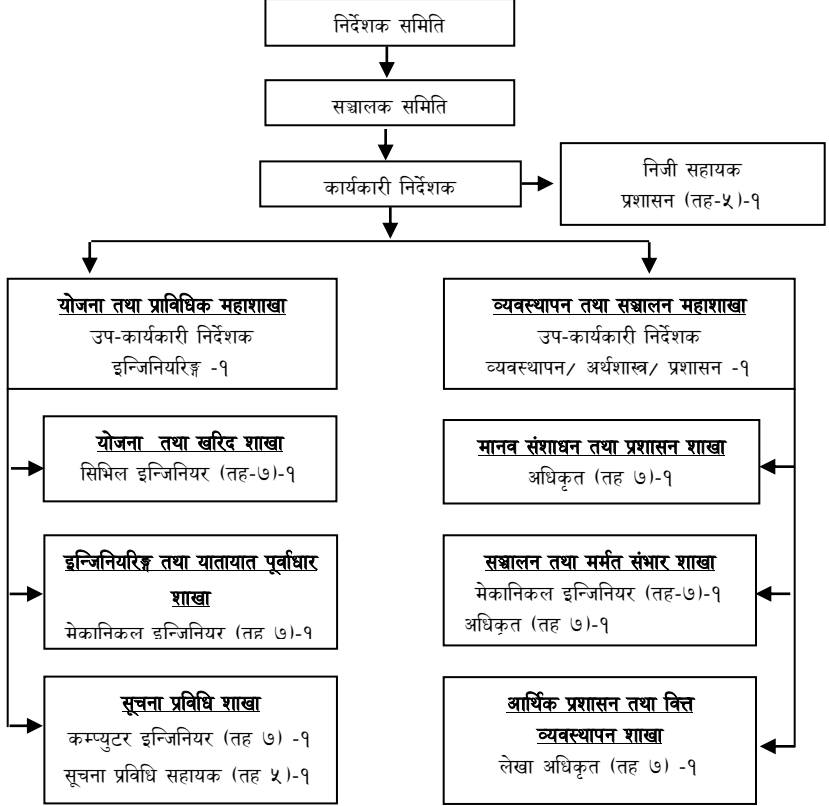 निर्देशक समिति
सञ्चालक समिति
कार्यकारी निर्देशक
निजी सहायक
प्रशासन (तह-५)-१
योजना तथा प्राविधिक महाशाखा
उप-कार्यकारी निर्देशक
इन्जिनियरिङ्ग -१
व्यवस्थापन तथा सञ्चालन महाशाखा
उप-कार्यकारी निर्देशक
व्यवस्थापन/ अर्थशास्त्र/ प्रशासन -१
योजना तथा खरिद शाखा
सिभिल इन्जिनियर (तह-७)-१
मानव संशाधन तथा प्रशासन शाखा
अधिकृत (तह ७)-१
इन्जिनियरिङ्ग तथा यातायात पूर्वाधार
शाखा
मेकानिकल इन्जिनियर (तह ७)-१
सञ्चालन तथा मर्मत संभार शाखा
मेकानिकल इन्जिनियर (तह-७)-१
अधिकृत (तह ७)-१
सूचना प्रविधि शाखा
कम्प्युटर इन्जिनियर (तह ७) -१
सूचना प्रविधि सहायक (तह ५)-१
आर्थिक प्रशासन तथा वित्त
व्यवस्थापन शाखा
लेखा अधिकृत (तह ७) -१